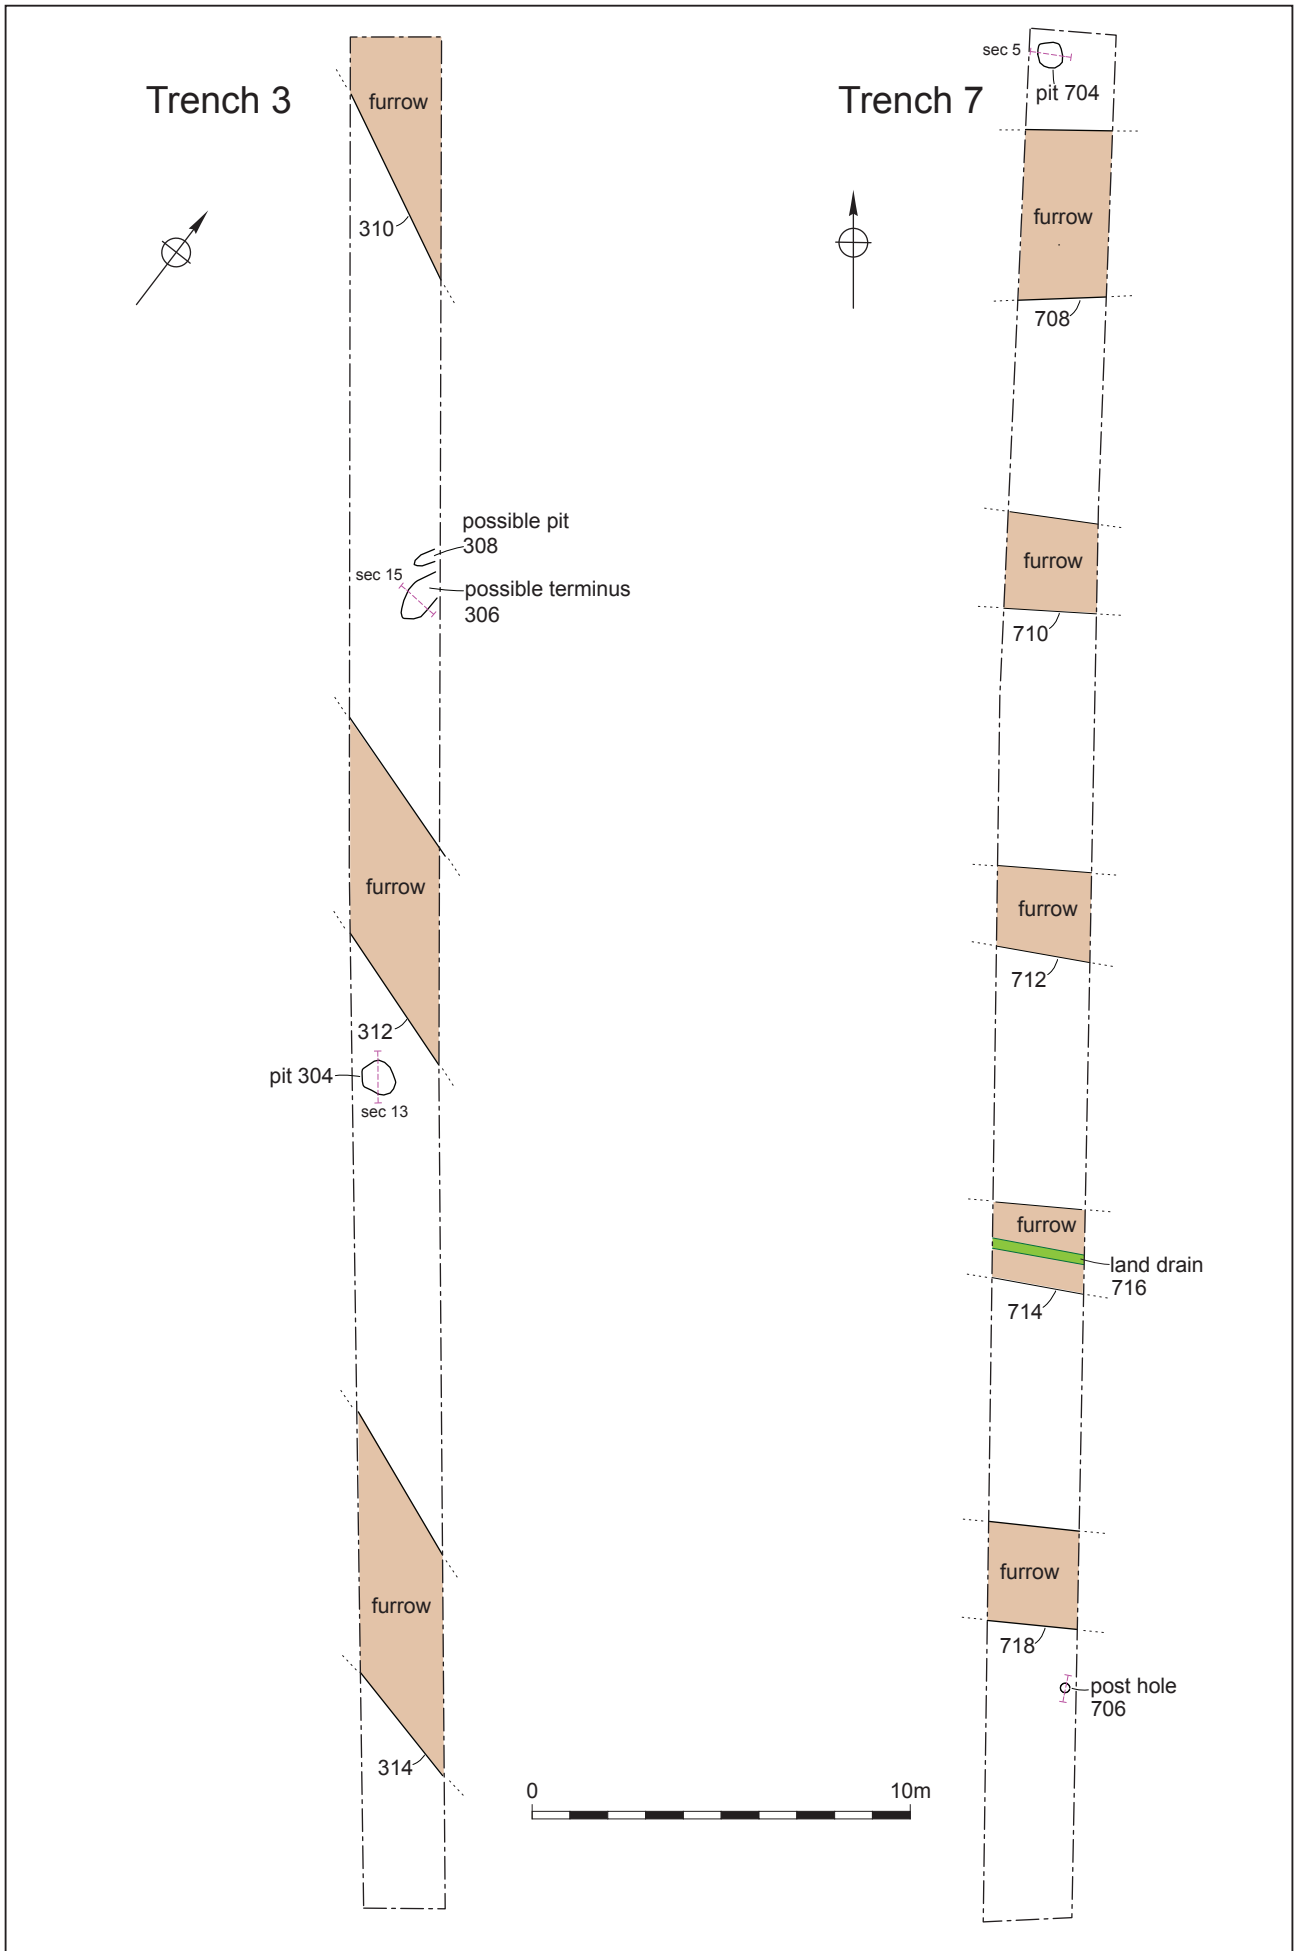 Trench 3
furrow
310
possible pit
308
sec 15
possible terminus
306
furrow
312
pit 304
sec 13
furrow
314
0 10m
Trench 7
sec 5
pit 704
furrow
708
furrow
710
furrow
712
furrow
land drain
716
714
furrow
718
post hole
706